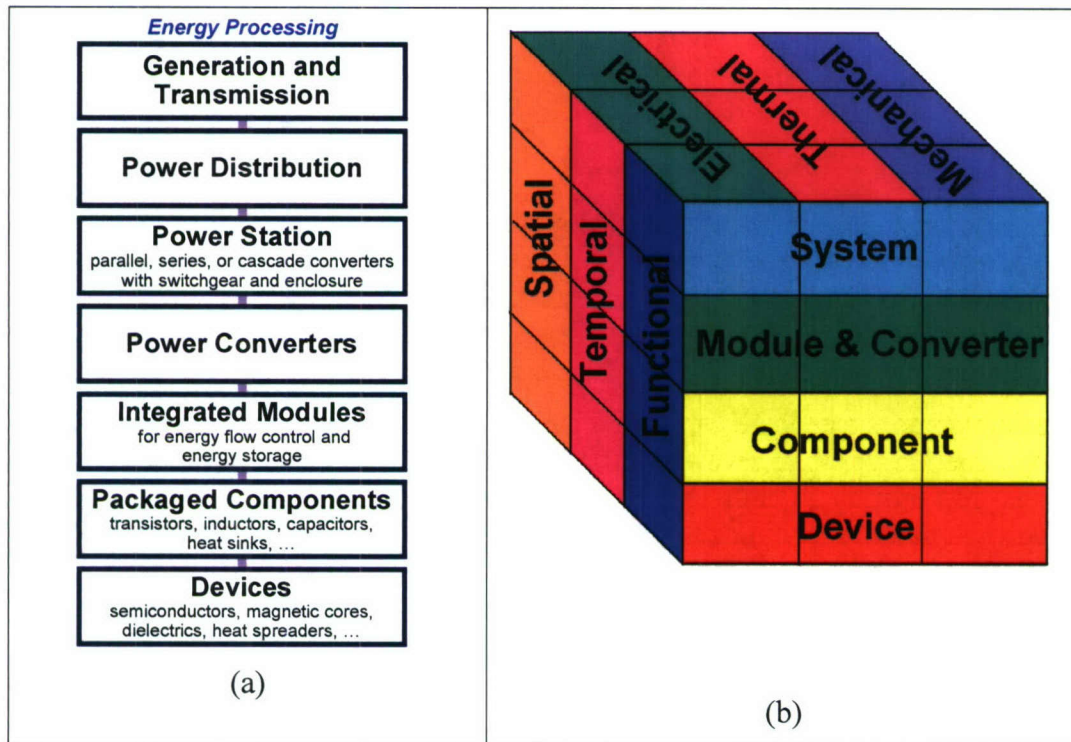 Energy Processing
Generation and
Transmission
Power Distribution
Power Station
parallel, series, or cascade converters
with switchgear and enclosure
Power Converters
Integrated Modules
for energy flow control and
energy storage
Packaged Components
transistors, inductors, capacitors,
heat sinks, ...
Devices
semiconductors, magnetic cores,
dielectrics, heat spreaders, ...
(a)
Electrical
Thermal
Mechanical
Spatial
Temporal
Functional
System
Module & Converter
Component
Device
(b)